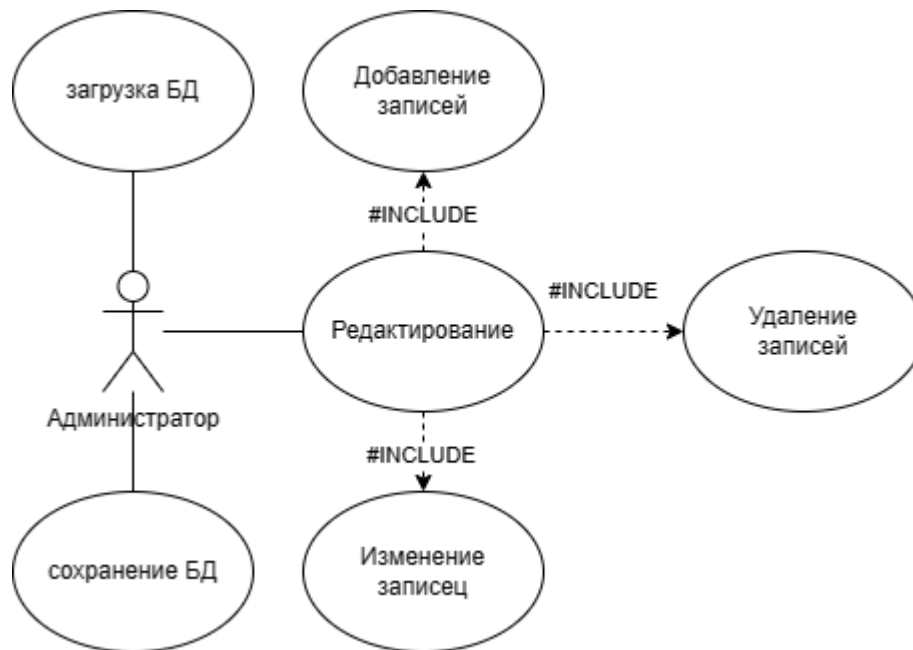 загрузка БД
Добавление
записей
#INCLUDE
#INCLUDE
Редактирование
Удаление
записей
Администратор
#INCLUDE
сохранение БД
Изменение
записец